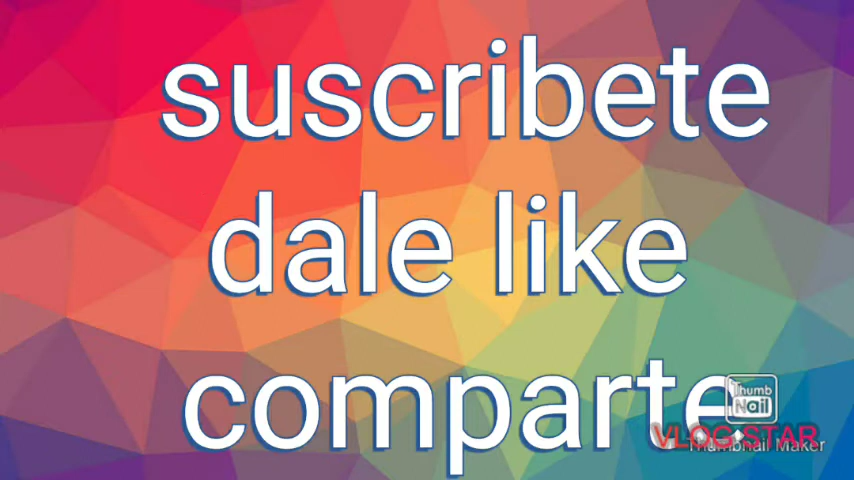 suscribete
dale like
comparte.
Thumb
Nail
VLOG STAR
Thumbnail Maker